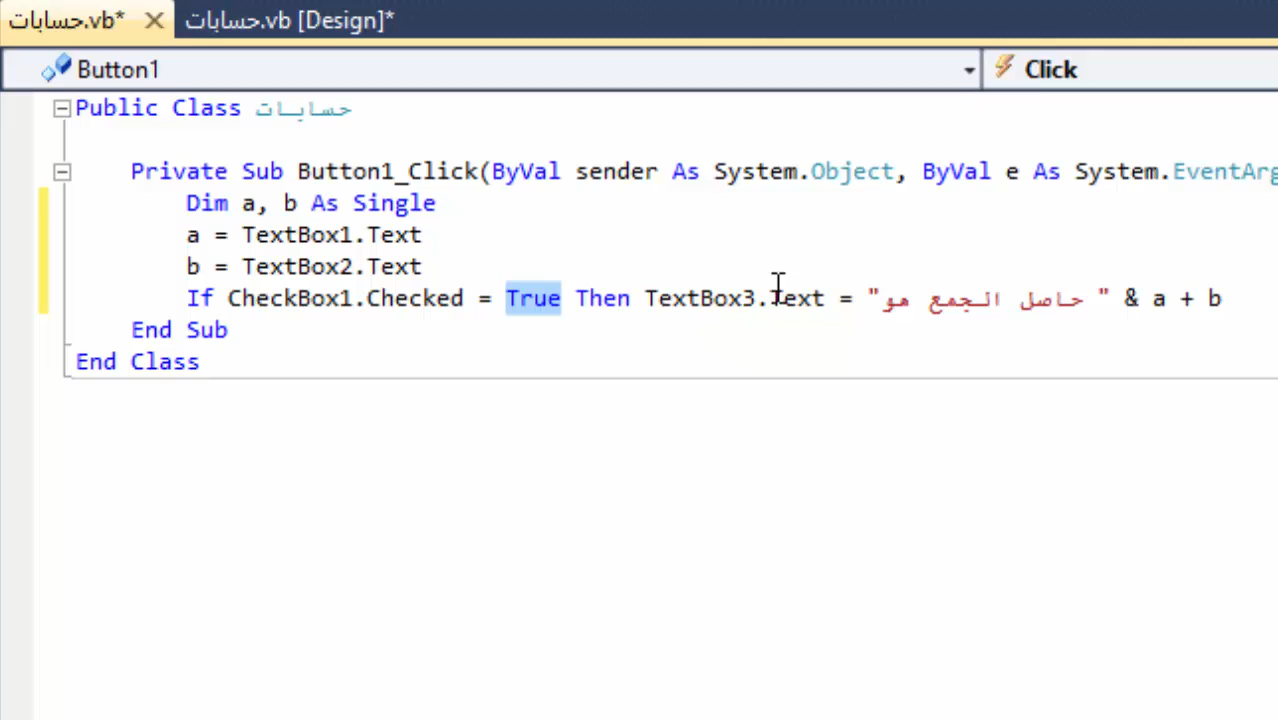 حسابات.vb* حسابات.vb [Design]*
Button1 Click
Public Class حسابات
Private Sub Button1_Click(ByVal sender As System.Object, ByVal e As System.EventArg
Dim a, b As Single
a = TextBox1.Text
b = TextBox2.Text
If CheckBox1.Checked = True Then TextBox3.Text = "حاصل الجمع هو " & a + b
End Sub
End Class